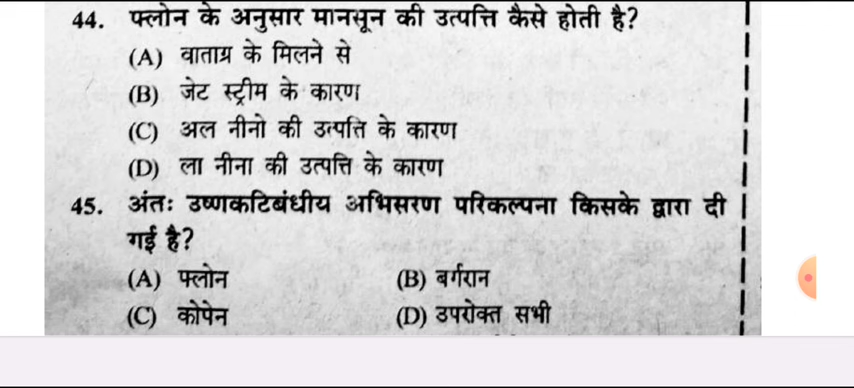 44. फ्लोन के अनुसार मानसून की उत्पत्ति कैसे होती है?
(A) वाताग्र के मिलने से
(B) जेट स्ट्रीम के कारण
(C) अल नीनो की उत्पत्ति के कारण
(D) ला नीना की उत्पत्ति के कारण
45. अंतः उष्णकटिबंधीय अभिसरण परिकल्पना किसके द्वारा दी
गई है?
(A) फ्लोन (B) बर्गरान
(C) कोपेन (D) उपरोक्त सभी